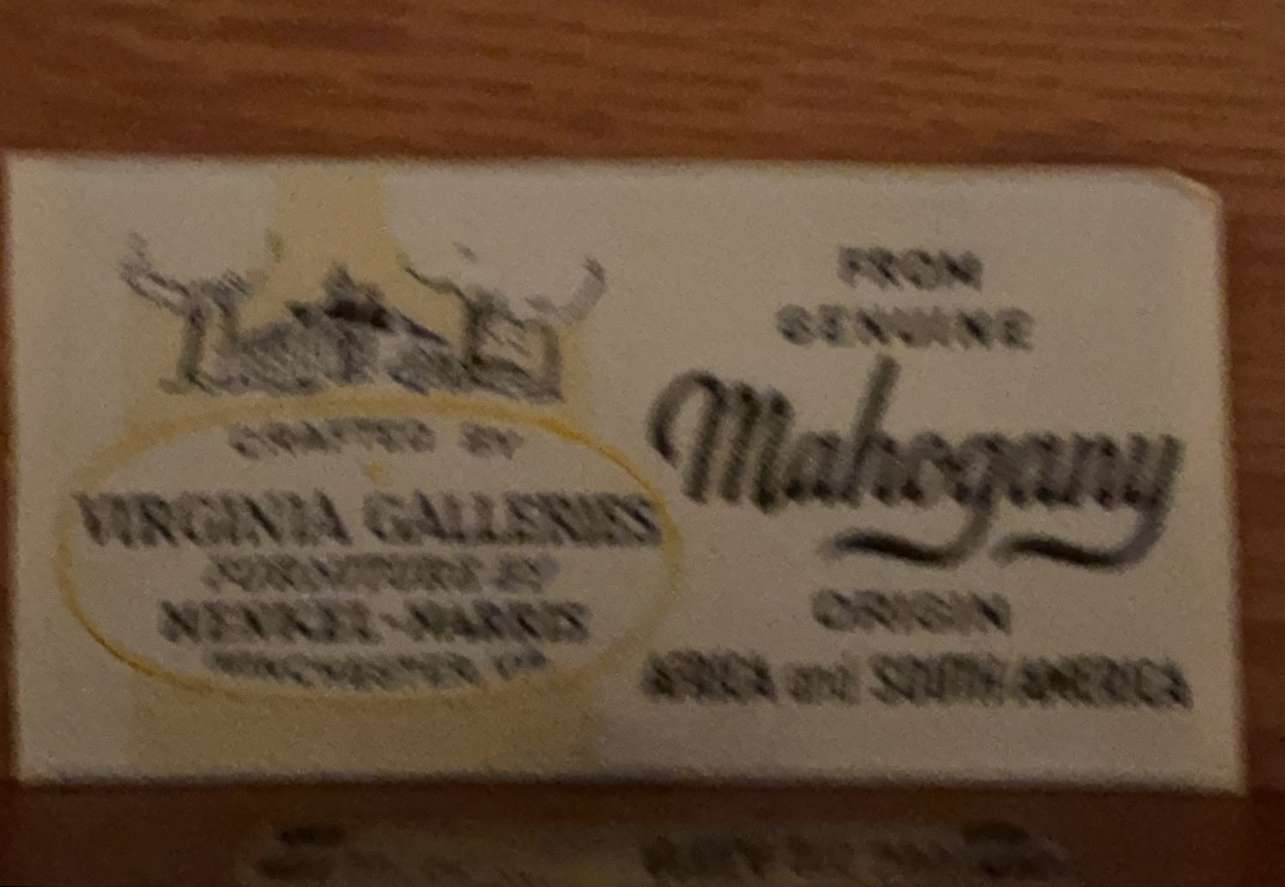 CRAFTED BY
VIRGINIA GALLERIES
FURNITURE BY
HENKEL-HARRIS
WINCHESTER, VA.
FROM
GENUINE
Mahogany
ORIGIN
AFRICA and SOUTH AMERICA